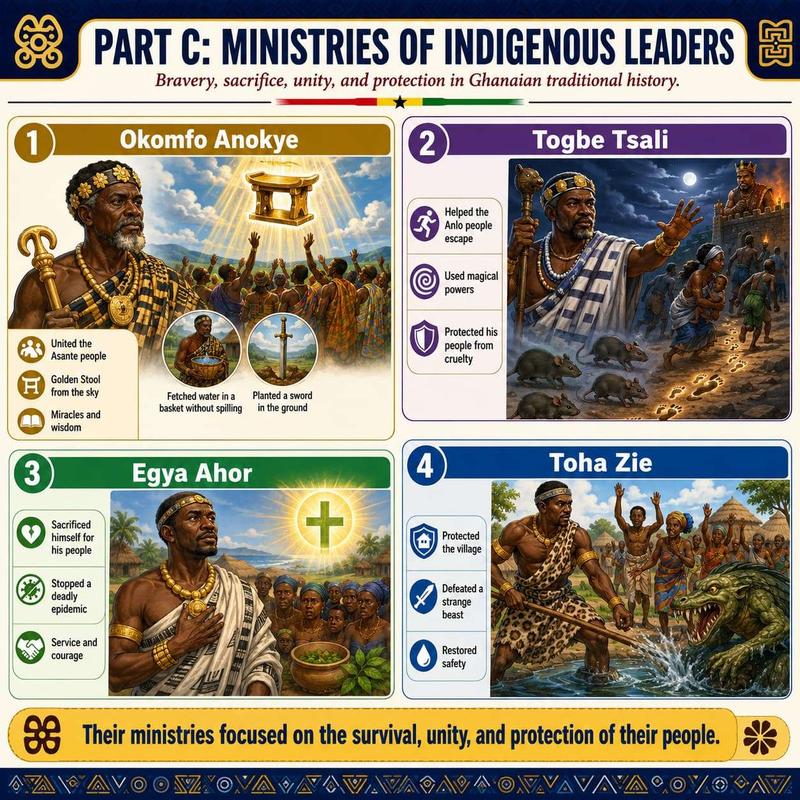 PART C: MINISTRIES OF INDIGENOUS LEADERS
Bravery, sacrifice, unity, and protection in Ghanaian traditional history.
1
Okomfo Anokye
United the
Asante people
Golden Stool
from the sky
Miracles and
wisdom
Fetched water in a
basket without spilling
Planted a sword
in the ground
2
Togbe Tsali
Helped the
Anlo people
escape
Used magical
powers
Protected his
people from
cruelty
3
Egya Ahor
Sacrificed
himself for
his people
Stopped a
deadly
epidemic
Service and
courage
4
Toha Zie
Protected
the village
Defeated a
strange
beast
Restored
safety
Their ministries focused on the survival, unity, and protection of their people.